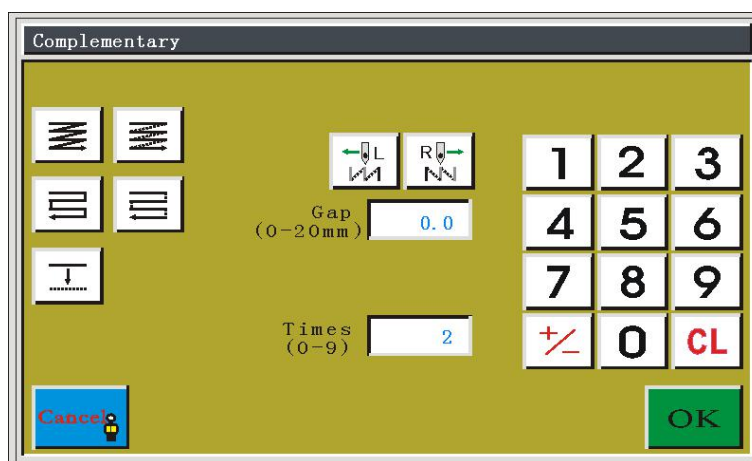 Complementary
L R
Gap
(0-20mm)
0.0
Times
(0-9)
2
1 2 3
4 5 6
7 8 9
+/- 0 CL
Cancel
OK